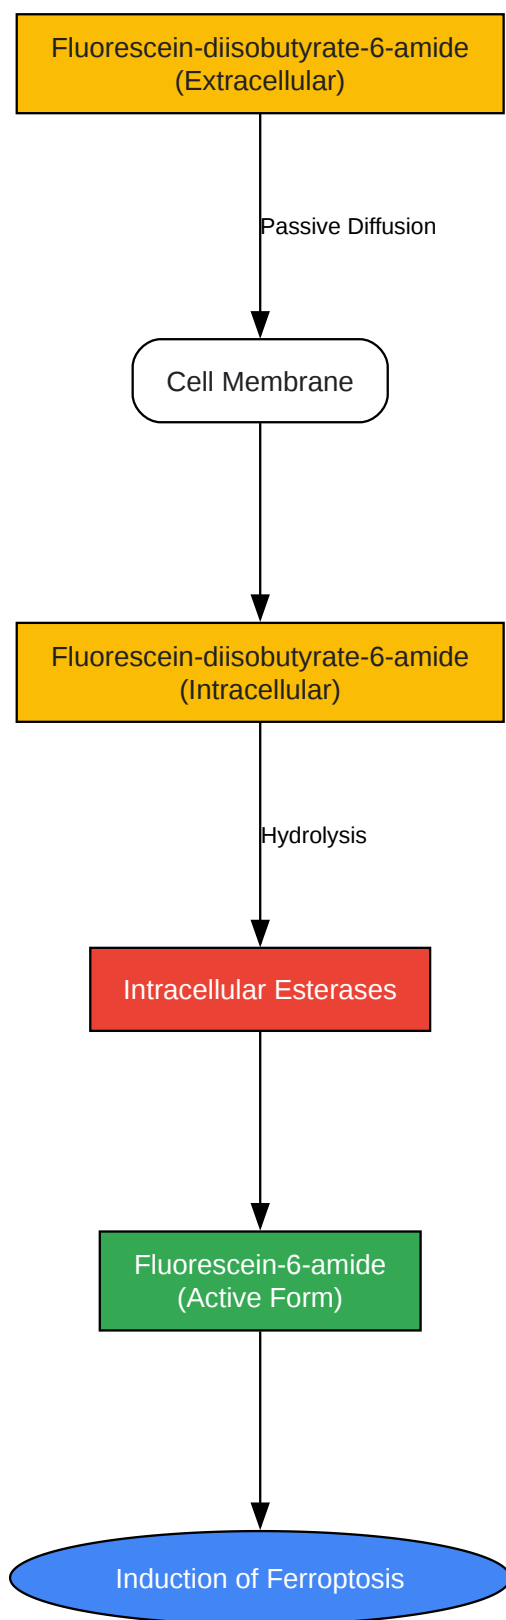 Fluorescein-diisobutyrate-6-amide
(Extracellular)
Passive Diffusion
Cell Membrane
Fluorescein-diisobutyrate-6-amide
(Intracellular)
Hydrolysis
Intracellular Esterases
Fluorescein-6-amide
(Active Form)
Induction of Ferroptosis